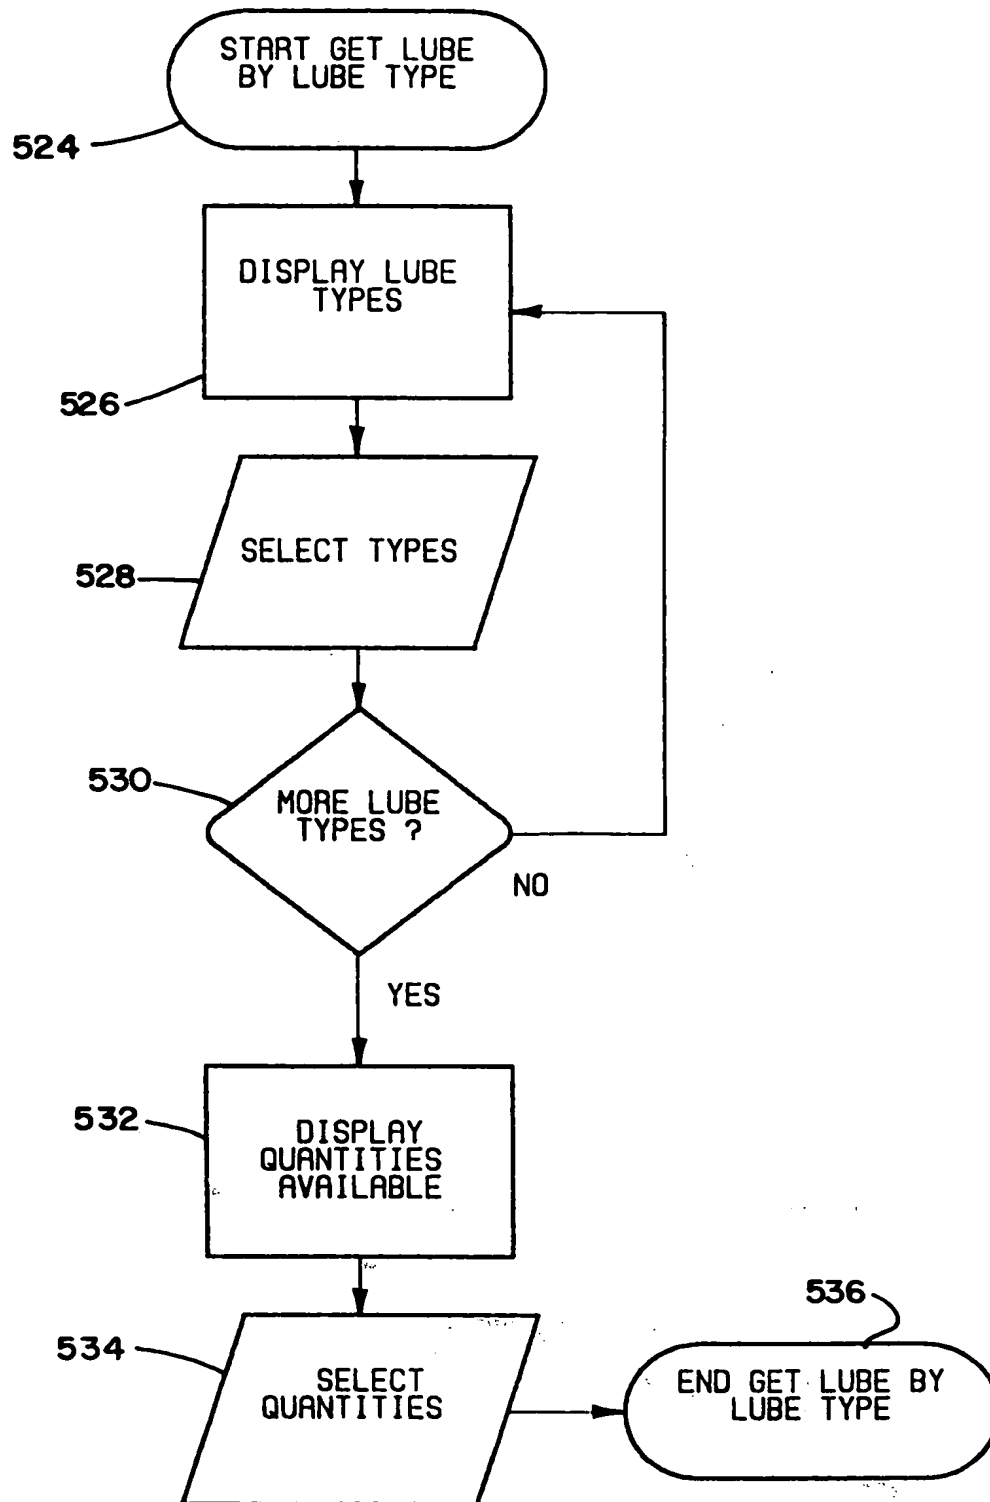 START GET LUBE
BY LUBE TYPE
524
DISPLAY LUBE
TYPES
526
SELECT TYPES
528
530
MORE LUBE
TYPES ?
NO
YES
532
DISPLAY
QUANTITIES
AVAILABLE
536
534
SELECT
QUANTITIES
END GET LUBE BY
LUBE TYPE